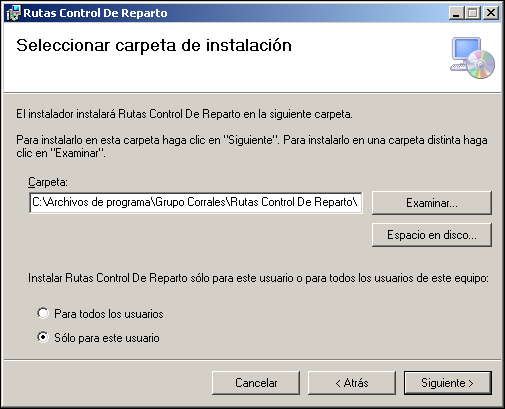 Rutas Control De Reparto
Seleccionar carpeta de instalación
El instalador instalará Rutas Control De Reparto en la siguiente carpeta.
Para instalarlo en esta carpeta haga clic en "Siguiente". Para instalarlo en una carpeta distinta haga
clic en "Examinar".
Carpeta:
C:\Archivos de programa\Grupo Corrales\Rutas Control De Reparto\
Examinar...
Espacio en disco...
Instalar Rutas Control De Reparto sólo para este usuario o para todos los usuarios de este equipo:
Para todos los usuarios
Sólo para este usuario
Cancelar
< Atrás
Siguiente >